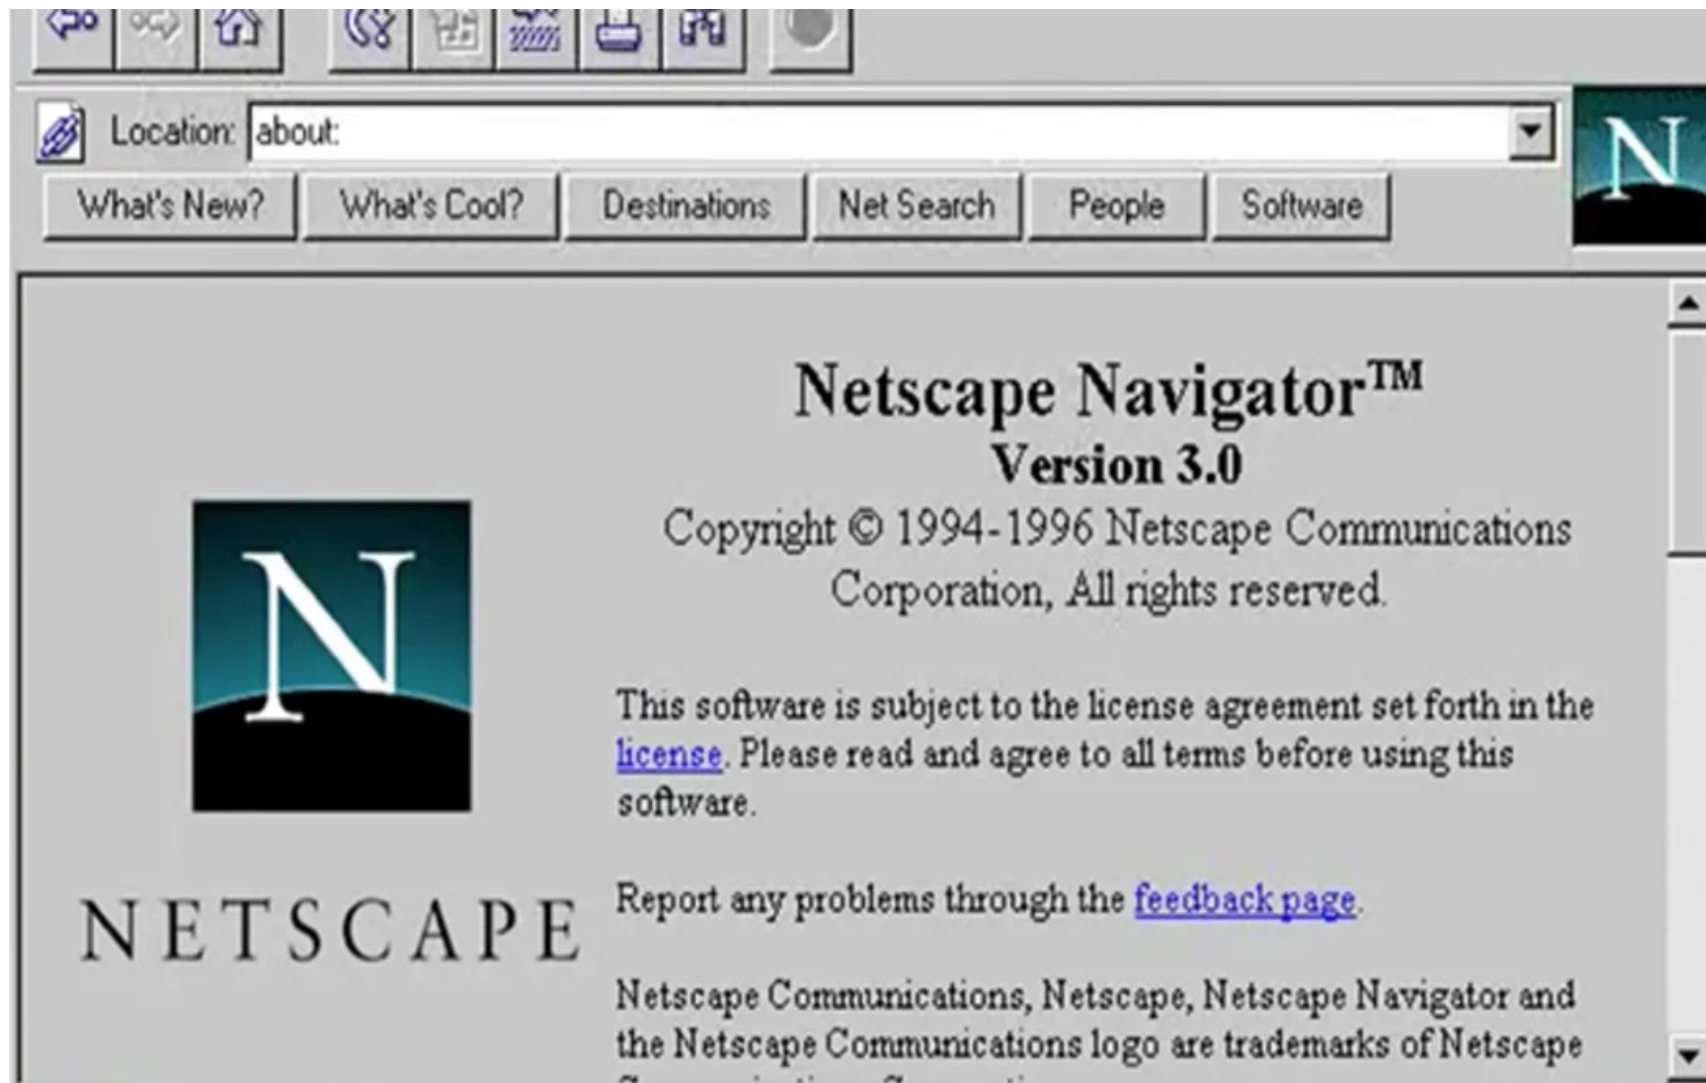 Location: about:
What's New? What's Cool? Destinations Net Search People Software
N
Netscape Navigator™
Version 3.0
Copyright © 1994-1996 Netscape Communications
Corporation, All rights reserved.
N
NETSCAPE
This software is subject to the license agreement set forth in the
license. Please read and agree to all terms before using this
software.
Report any problems through the feedback page.
Netscape Communications, Netscape, Netscape Navigator and
the Netscape Communications logo are trademarks of Netscape